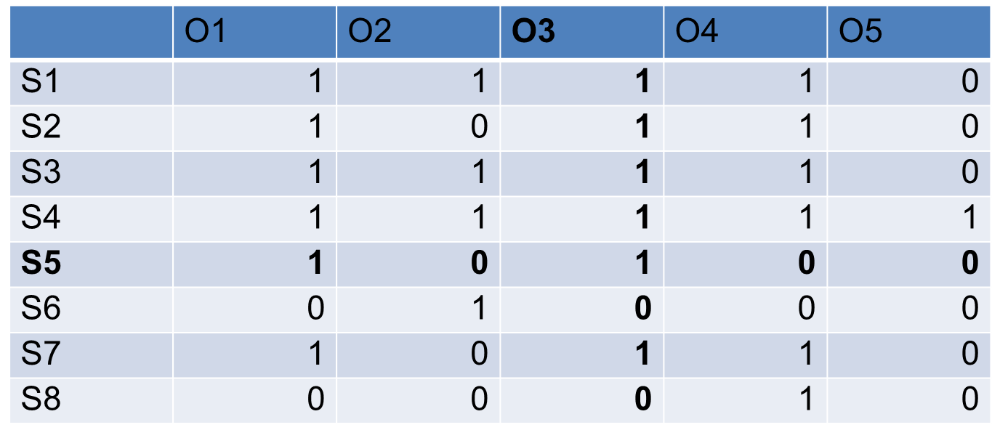 O1 O2 O3 O4 O5
S1 1 1 1 1 0
S2 1 0 1 1 0
S3 1 1 1 1 0
S4 1 1 1 1 1
S5 1 0 1 0 0
S6 0 1 0 0 0
S7 1 0 1 1 0
S8 0 0 0 1 0